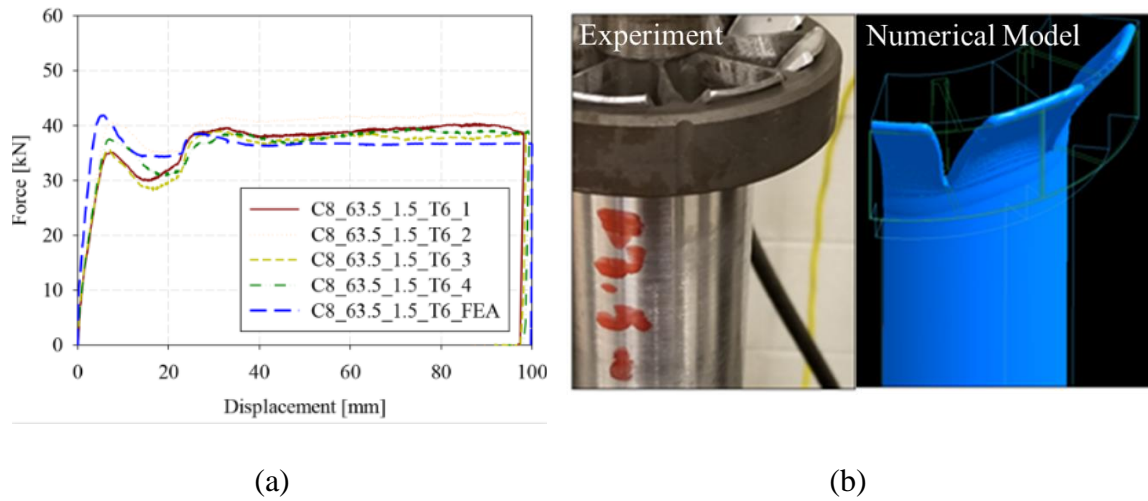 60
50
40
30
20
10
0
Force [kN]
C8_63.5_1.5_T6_1
C8_63.5_1.5_T6_2
C8_63.5_1.5_T6_3
C8_63.5_1.5_T6_4
C8_63.5_1.5_T6_FEA
0 20 40 60 80 100
Displacement [mm]
Experiment
Numerical Model
(a)
(b)